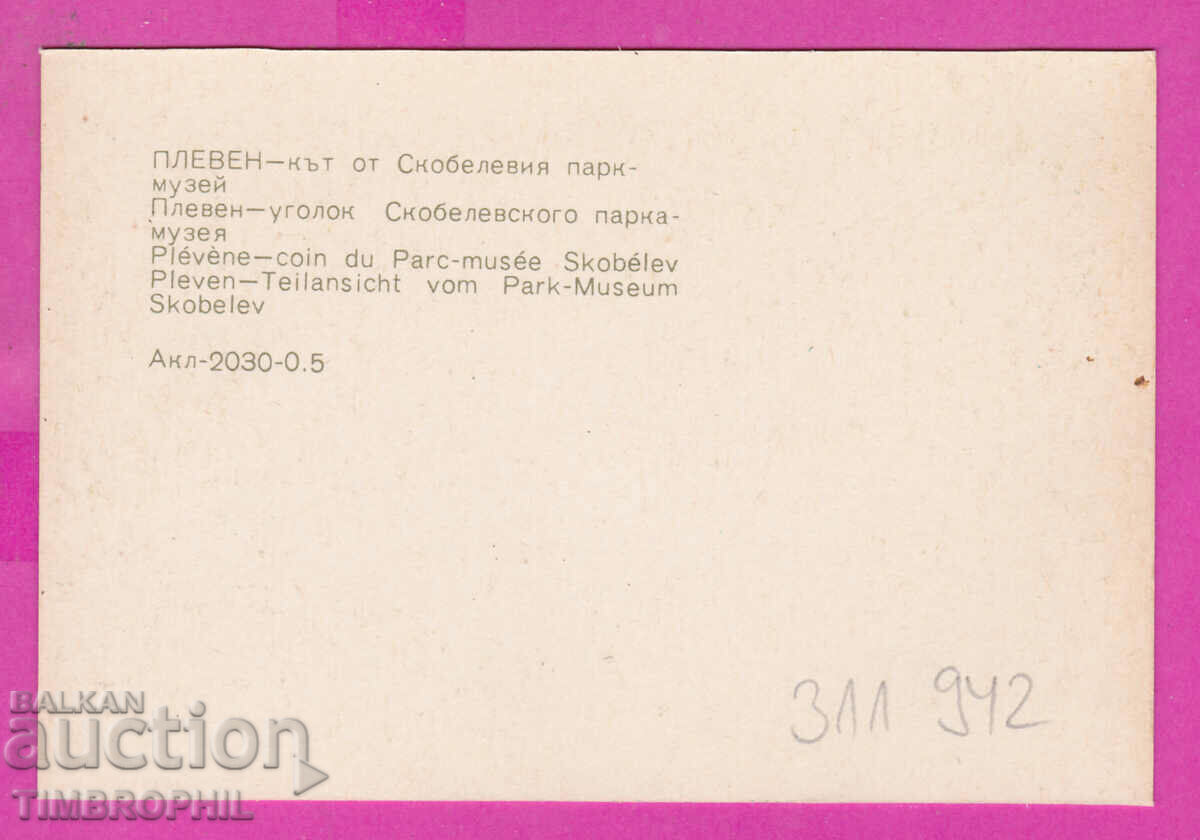 ПЛЕВЕН—кът от Скобелевия парк-
музей
Плевен—уголок Скобелевского парка-
музея
Plévène—coin du Parc-musée Skobélev
Pleven—Teilansicht vom Park-Museum
Skobelev
Акл-2030-0.5
311 942
BALKAN
auction
TIMBROPHIL